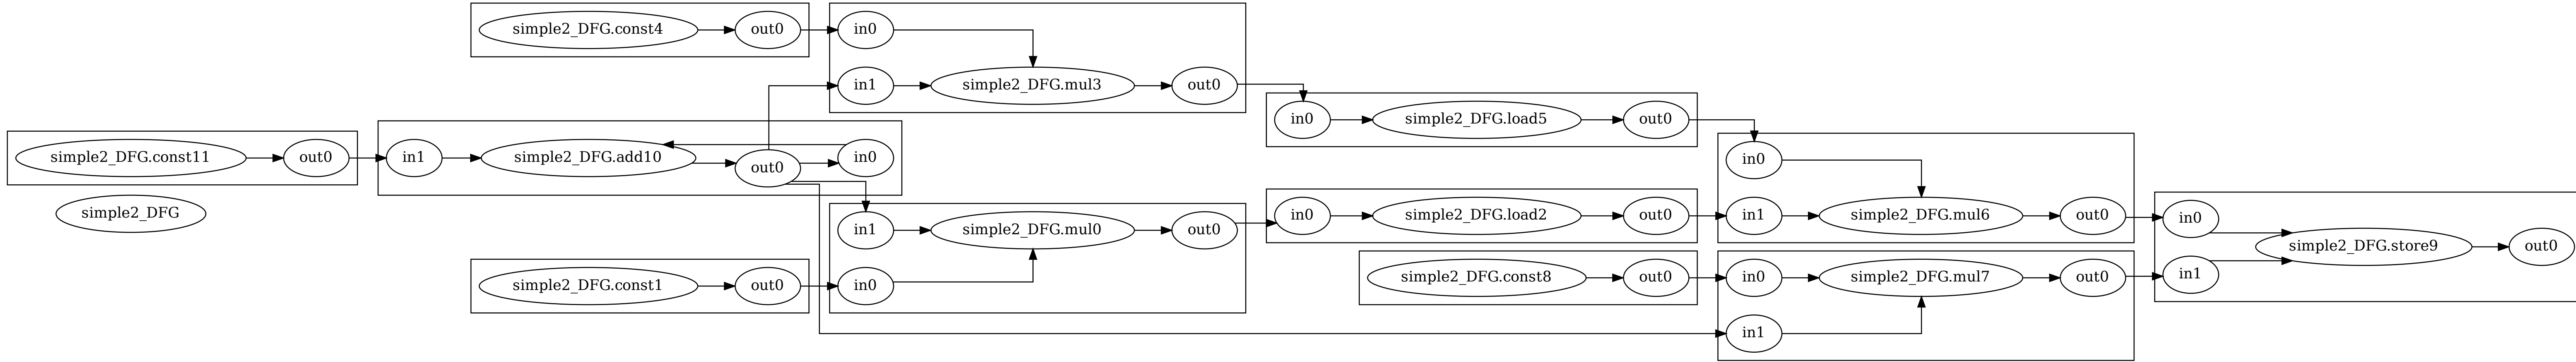 simple2_DFG.const4
out0
in0
in1
simple2_DFG.mul3
out0
simple2_DFG.const11
out0
in1
simple2_DFG.add10
out0
in0
simple2_DFG
in0
simple2_DFG.load5
out0
in1
simple2_DFG.mul0
out0
simple2_DFG.const1
out0
in0
in0
simple2_DFG.load2
out0
in0
in1
simple2_DFG.mul6
out0
simple2_DFG.const8
out0
in0
simple2_DFG.mul7
out0
in1
in0
simple2_DFG.store9
out0
in1